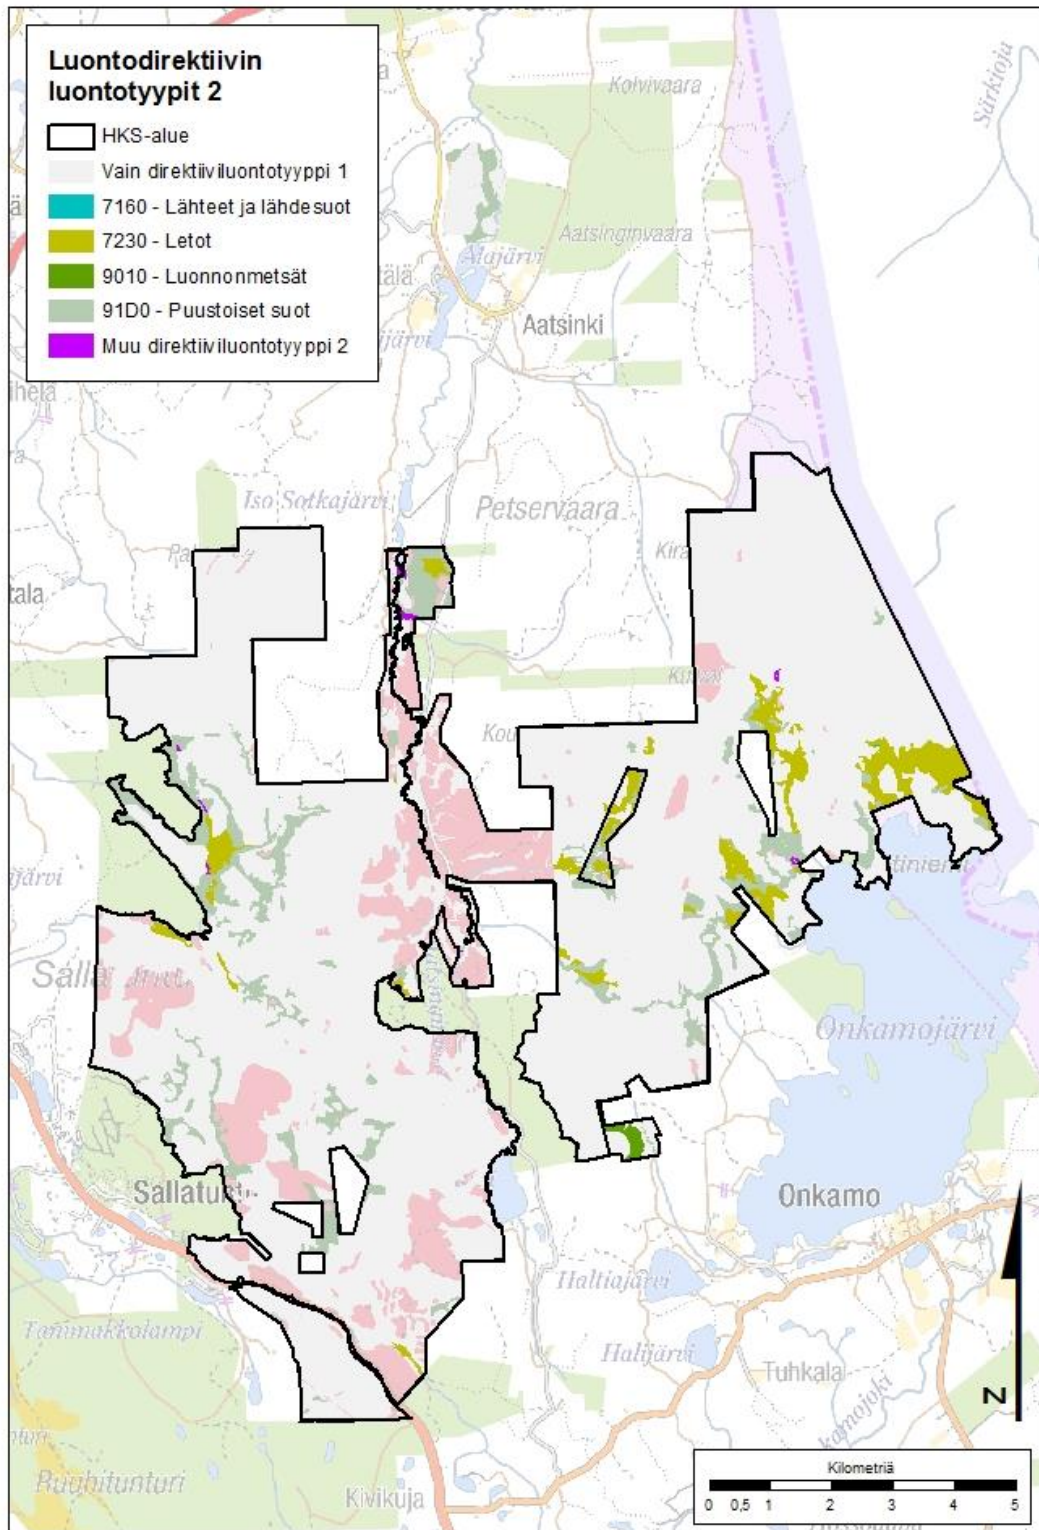 Luontodirektiivin
luontotyypit 2
HKS-alue
Vain direktiiviluontotyyppi 1
7160 - Lähteet ja lähdesuot
7230 - Letot
9010 - Luonnonmetsät
91D0 - Puustoiset suot
Muu direktiiviluontotyyppi 2
Kolvivaara
Särkioja
Aatsinginvaara
Alajärvi
Aatsinki
Iso Sotkajärvi
Petservaara
Onkamojärvi
Onkamo
Haltiajärvi
Tammakkolampi
Halijärvi
Tuhkala
Ruuhitunturi
Kivikuja
N
Kilometriä
0 0,5 1 2 3 4 5